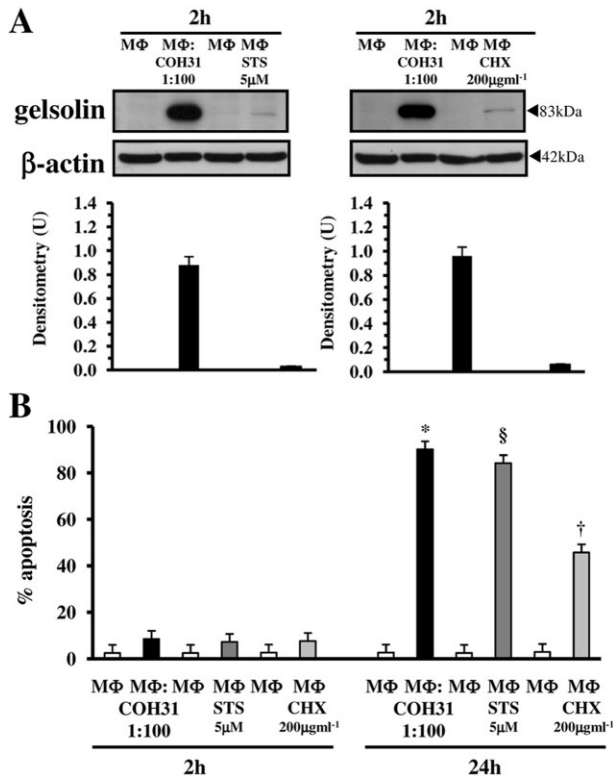 A
2h
2h
MΦ MΦ: MΦ MΦ
COH31 STS
1:100 5μM
MΦ MΦ: MΦ MΦ
COH31 CHX
1:100 200μgml-1
gelsolin
83kDa
β-actin
42kDa
Densitometry (U)
1.4
1.2
1.0
0.8
0.6
0.4
0.2
0.0
Densitometry (U)
1.4
1.2
1.0
0.8
0.6
0.4
0.2
0.0
B
% apoptosis
100
80
60
40
20
0
* § †
MΦ MΦ: MΦ MΦ MΦ MΦ
COH31 STS CHX
1:100 5μM 200μgml-1
2h
MΦ MΦ: MΦ MΦ MΦ MΦ
COH31 STS CHX
1:100 5μM 200μgml-1
24h